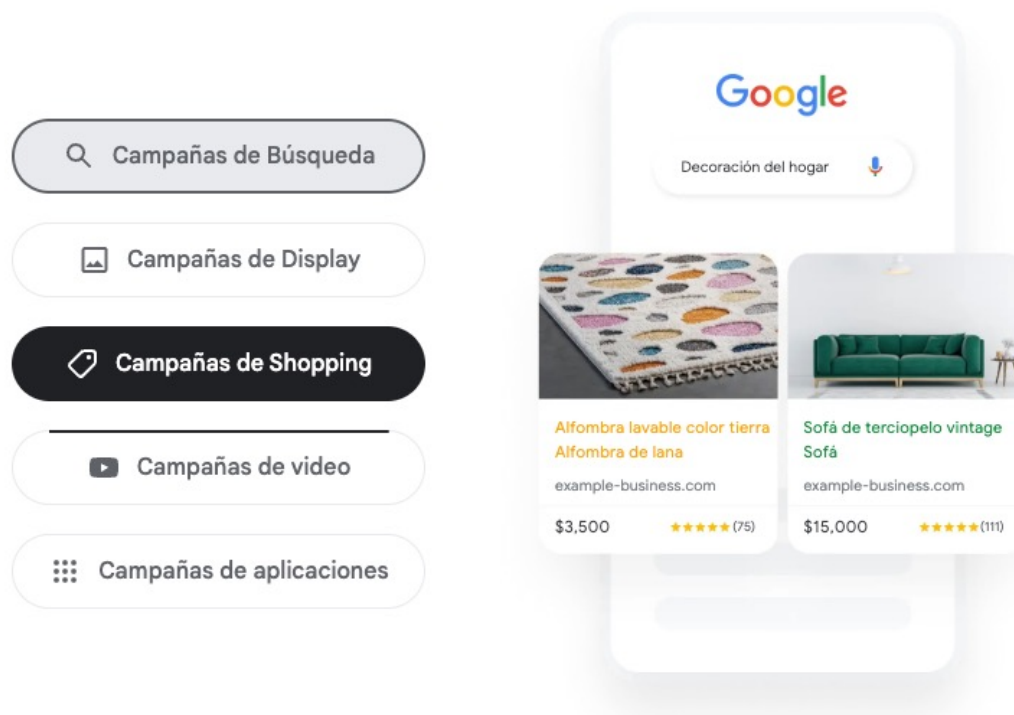 Campañas de Búsqueda
Campañas de Display
Campañas de Shopping
Campañas de video
Campañas de aplicaciones
Google
Decoración del hogar
Alfombra lavable color tierra
Alfombra de lana
example-business.com
$3,500
(75)
Sofá de terciopelo vintage
Sofá
example-business.com
$15,000
(111)